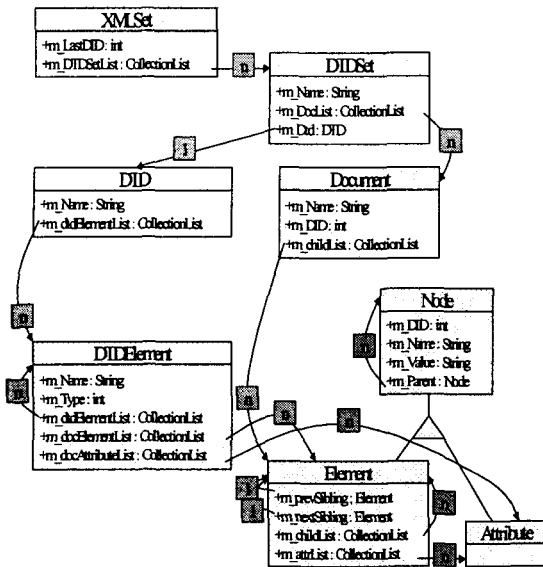 XMLSet
+m_LastDID: int
+m_DTDSetList: CollectionList
n
DTDSet
+m_Name: String
+m_DocList: CollectionList
+m_Dtd: DTD
1
n
DTD
+m_Name: String
+m_dtdElementList: CollectionList
Document
+m_Name: String
+m_DID: int
+m_childList: CollectionList
n
Node
+m_DID: int
+m_Name: String
+m_Value: String
+m_Parent: Node
n
DTDElement
+m_Name: String
+m_Type: int
+m_dtdElementList: CollectionList
+m_docElementList: CollectionList
+m_docAttributeList: CollectionList
n
n
n
n
Element
+m_prevSibling: Element
+m_nextSibling: Element
+m_childList: CollectionList
+m_attrList: CollectionList
1
1
n
n
Attribute